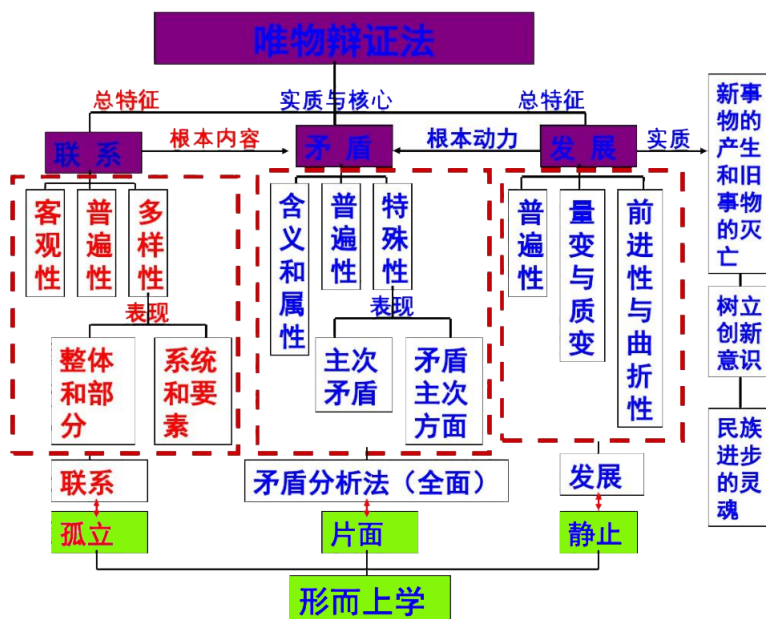 唯物辩证法
总特征
实质与核心
总特征
联系
根本内容
矛盾
根本动力
发展
实质
新事
物的
产生
和旧
事物
的灭
亡
客观性
普遍性
多样性
含义和属性
普遍性
特殊性
普遍性
量变与质变
前进性与曲折性
表现
表现
整体
和部
分
系统
和要
素
主次
矛盾
矛盾
主次
方面
树立
创新
意识
民族
进步
的灵
魂
联系
矛盾分析法（全面）
发展
孤立
片面
静止
形而上学